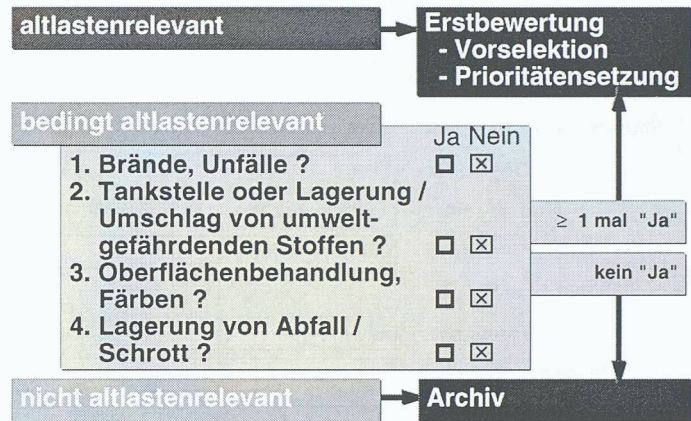 altlastenrelevant
Erstbewertung
- Vorselektion
- Prioritätensetzung
bedingt altlastenrelevant
Ja Nein
1. Brände, Unfälle ? ☐ ☒
2. Tankstelle oder Lagerung /
Umschlag von umwelt-
gefährdenden Stoffen ? ☐ ☒
3. Oberflächenbehandlung,
Färben ? ☐ ☒
4. Lagerung von Abfall /
Schrott ? ☐ ☒
≥ 1 mal "Ja"
kein "Ja"
nicht altlastenrelevant
Archiv